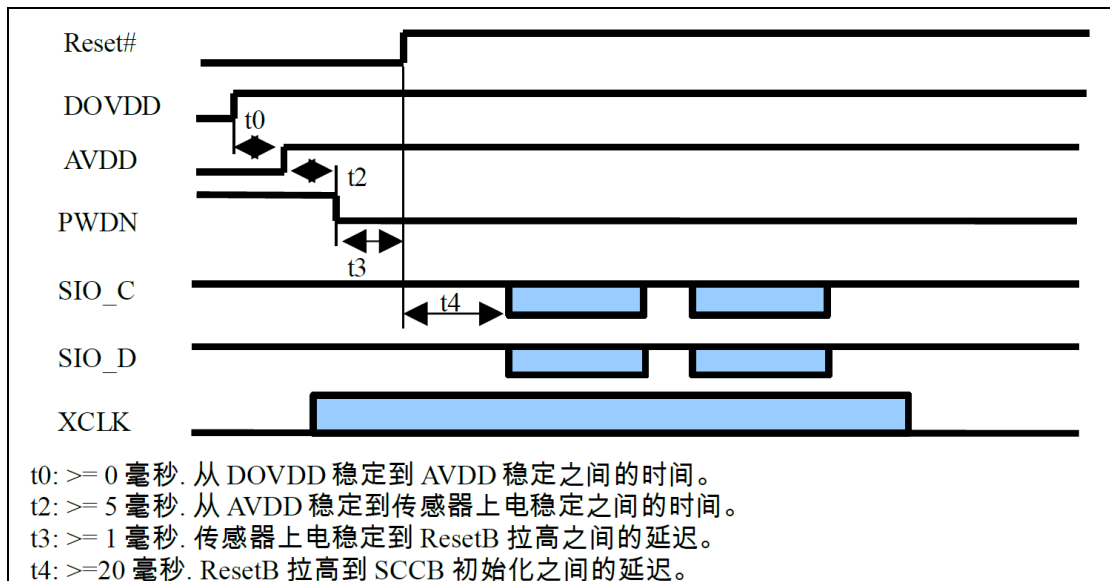 Reset#
DOVDD
t0
AVDD
t2
PWDN
t3
SIO_C
t4
SIO_D
XCLK
t0: >= 0 毫秒. 从 DOVDD 稳定到 AVDD 稳定之间的时间。
t2: >= 5 毫秒. 从 AVDD 稳定到传感器上电稳定之间的时间。
t3: >= 1 毫秒. 传感器上电稳定到 ResetB 拉高之间的延迟。
t4: >=20 毫秒. ResetB 拉高到 SCCB 初始化之间的延迟。